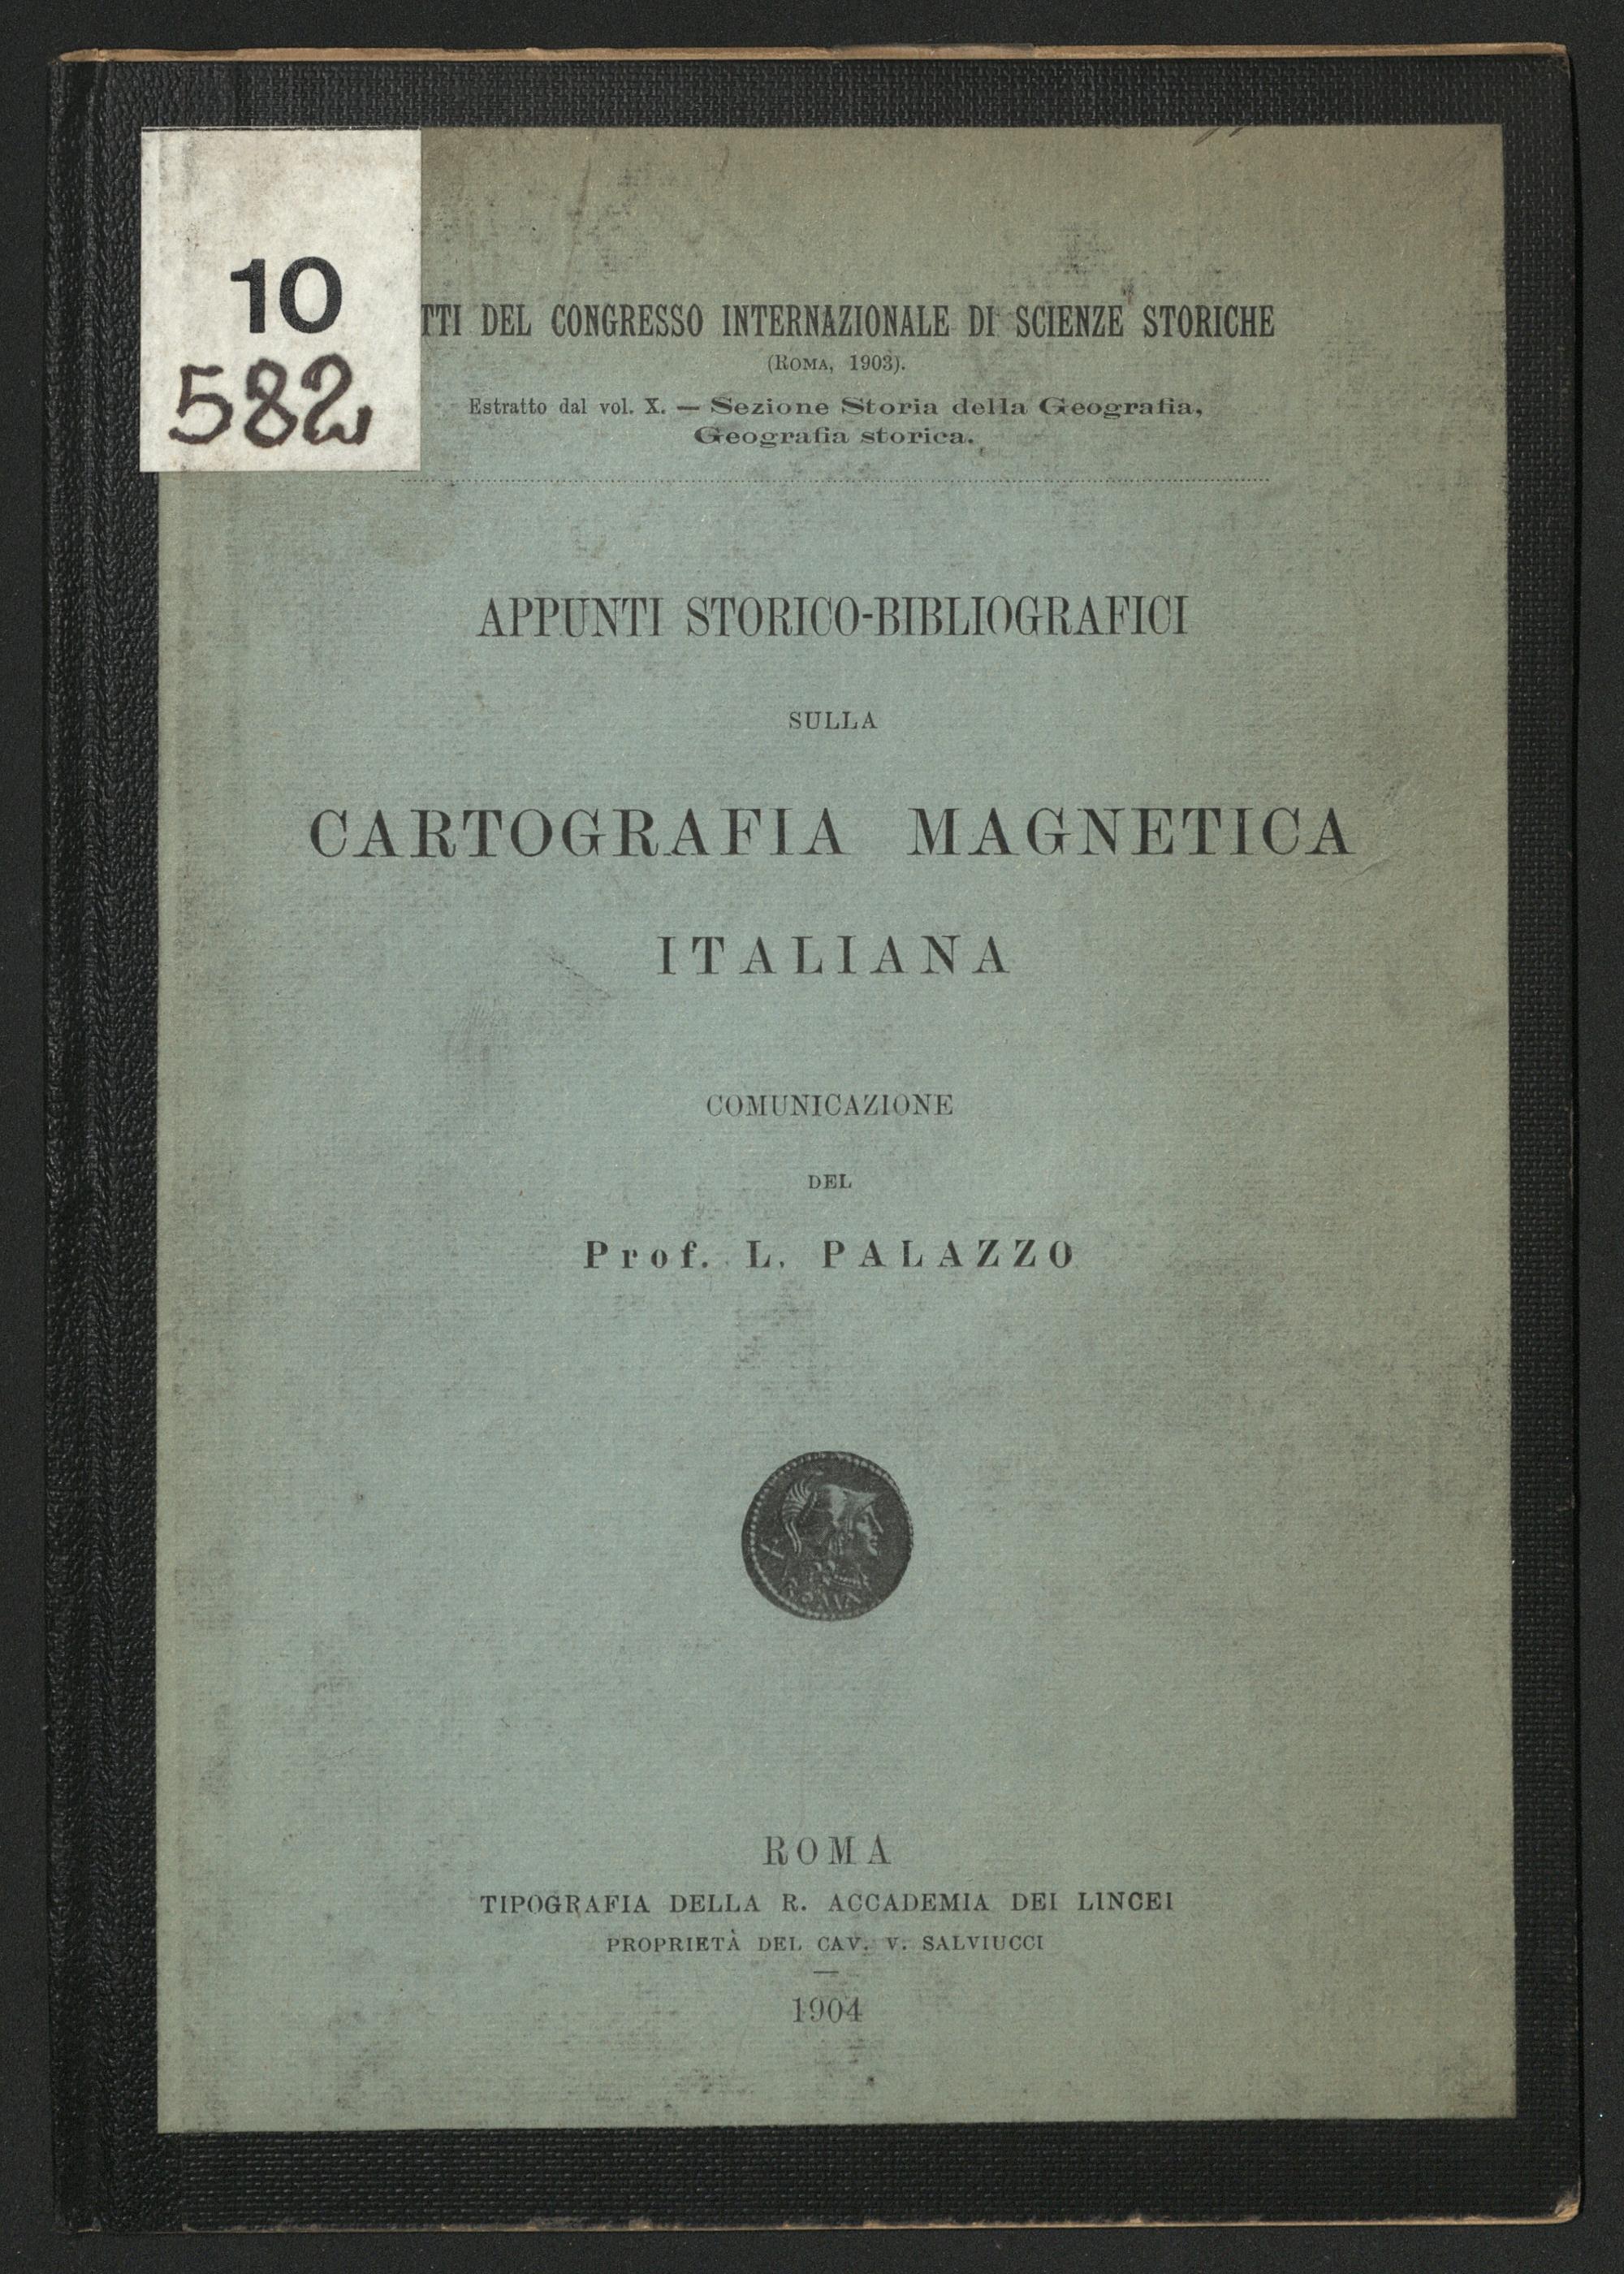 10
582
TTI DEL CONGRESSO INTERNAZIONALE DI SCIENZE STORICHE
(ROMA, 1903).
Estratto dal vol. X. — Sezione Storia della Geografia,
Geografia storica.
APPUNTI STORICO-BIBLIOGRAFICI
SULLA
CARTOGRAFIA MAGNETICA
ITALIANA
COMUNICAZIONE
DEL
Prof. L. PALAZZO
ROMA
TIPOGRAFIA DELLA R. ACCADEMIA DEI LINCEI
PROPRIETÀ DEL CAV. V. SALVIUCCI
1904